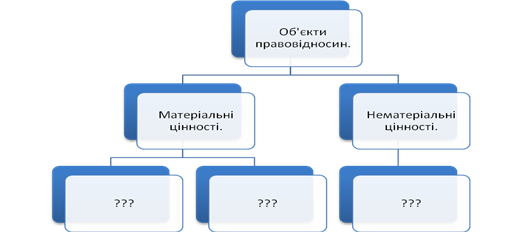 Об'єкти
правовідносин.
Матеріальні
цінності.
Нематеріальні
цінності.
???
???
???